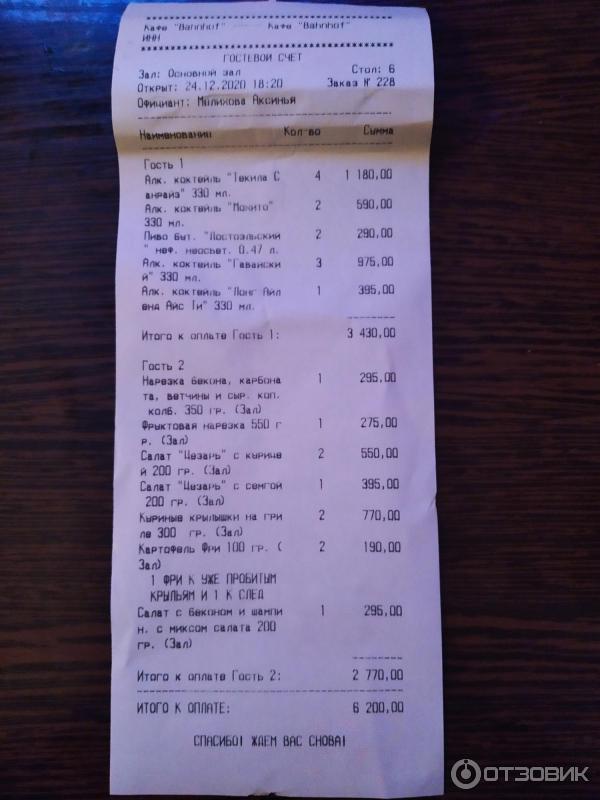 Кафе "Bahnhof" ---- Кафе "Bahnhof"
ИНН
ГОСТЕВОЙ СЧЕТ
Зал: Основной зал Стол: 6
Открыт: 24.12.2020 18:20 Заказ № 228
Официант: Аксинья
Наименование Кол-во Сумма
Гость 1
Алк. коктейль "Текила С 4 1 180,00
анрайз" 330 мл.
Алк. коктейль "Мохито" 2 590,00
330 мл.
Пиво бут. 2 290,00
" неф. неосвет. 0.47 л.
Алк. коктейль "Гавайски 3 975,00
й" 330 мл.
Алк. коктейль "Лонг Айл 1 395,00
енд Айс Ти" 330 мл.
Итого к оплате Гость 1: 3 430,00
Гость 2
Нарезка бекона, карбона 1 295,00
та, ветчины и сыр. коп.
колб. 350 гр. (Зал)
Фруктовая нарезка 550 г 1 275,00
р. (Зал)
Салат "Цезарь" с курице 2 550,00
й 200 гр. (Зал)
Салат "Цезарь" с семгой 1 395,00
200 гр. (Зал)
Куриные крылышки на гри 2 770,00
ле 300 гр. (Зал)
Картофель Фри 100 гр. ( 2 190,00
Зал)
1 ФРИ К УЖЕ ПРОБИТЫМ
КРЫЛЬЯМ И 1 К СЛЕД
Салат с беконом и шампи 1 295,00
н. с миксом салата 200
гр. (Зал)
Итого к оплате Гость 2: 2 770,00
ИТОГО К ОПЛАТЕ: 6 200,00
СПАСИБО! ЖДЕМ ВАС СНОВА!
ОТЗОВИК